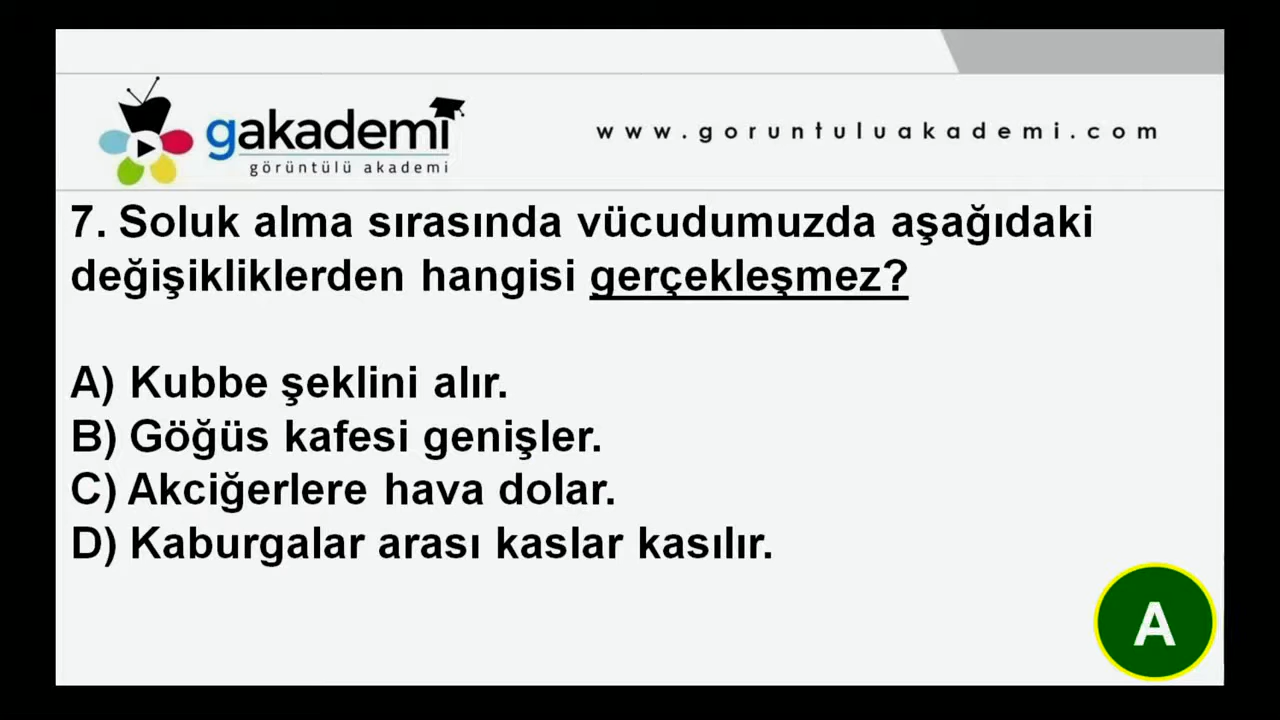 gakademi
görüntülü akademi
www.goruntuluakademi.com
7. Soluk alma sırasında vücudumuzda aşağıdaki
değişikliklerden hangisi gerçekleşmez?
A) Kubbe şeklini alır.
B) Göğüs kafesi genişler.
C) Akciğerlere hava dolar.
D) Kaburgalar arası kaslar kasılır.
A